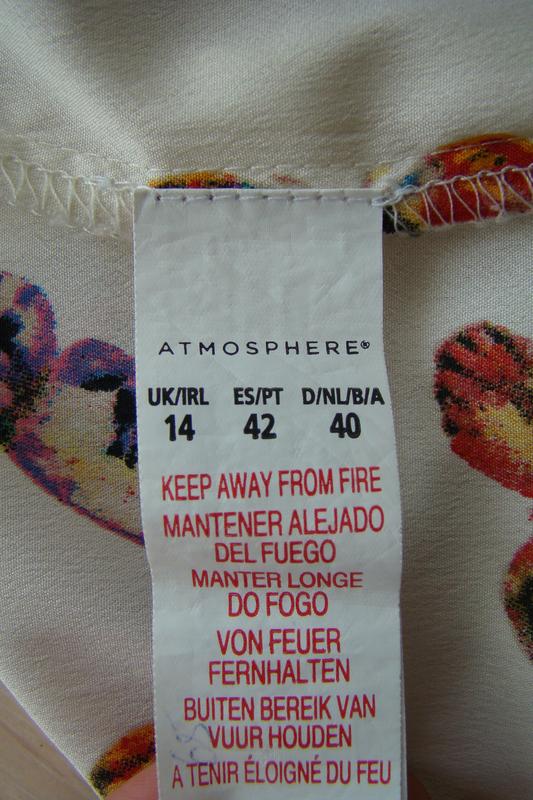 ATMOSPHERE®
UK/IRL ES/PT D/NL/B/A
14 42 40
KEEP AWAY FROM FIRE
MANTENER ALEJADO
DEL FUEGO
MANTER LONGE
DO FOGO
VON FEUER
FERNHALTEN
BUITEN BEREIK VAN
VUUR HOUDEN
A TENIR ÉLOIGNÉ DU FEU